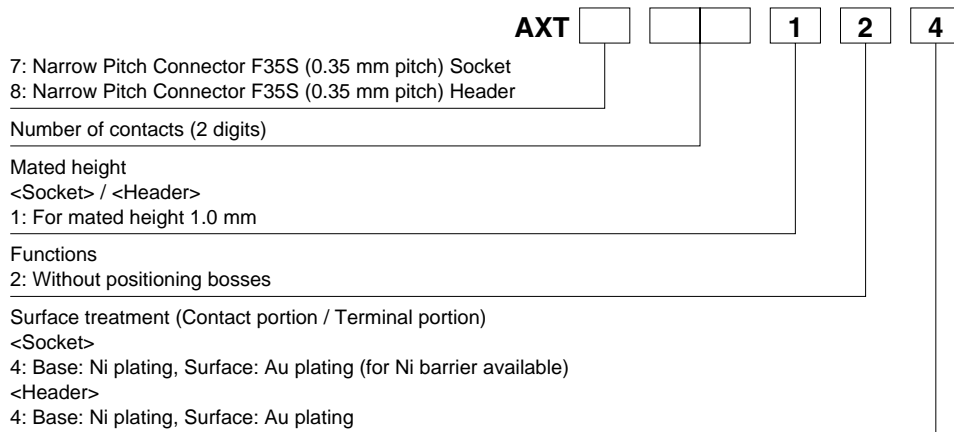 AXT 1 2 4
7: Narrow Pitch Connector F35S (0.35 mm pitch) Socket
8: Narrow Pitch Connector F35S (0.35 mm pitch) Header
Number of contacts (2 digits)
Mated height
<Socket> / <Header>
1: For mated height 1.0 mm
Functions
2: Without positioning bosses
Surface treatment (Contact portion / Terminal portion)
<Socket>
4: Base: Ni plating, Surface: Au plating (for Ni barrier available)
<Header>
4: Base: Ni plating, Surface: Au plating